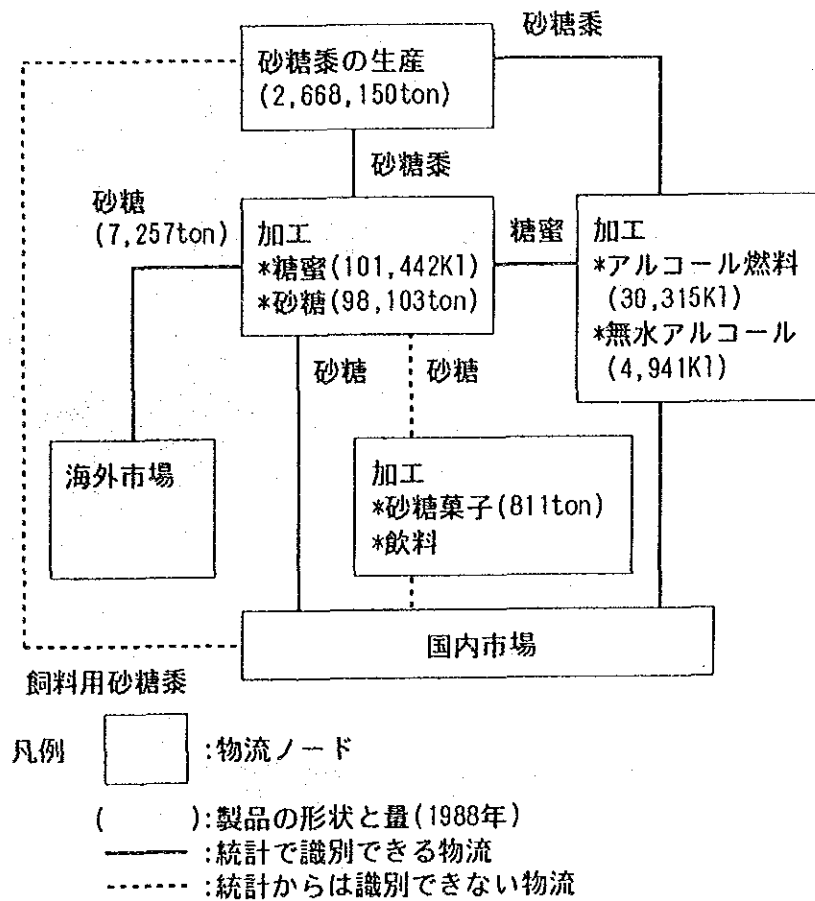 砂糖黍
砂糖黍の生産
(2,668,150ton)
砂糖黍
砂糖
(7,257ton)
加工
*糖蜜(101,442Kl)
*砂糖(98,103ton)
糖蜜
加工
*アルコール燃料
(30,315Kl)
*無水アルコール
(4,941Kl)
砂糖
砂糖
海外市場
加工
*砂糖菓子(811ton)
*飲料
国内市場
飼料用砂糖黍
凡例
:物流ノード
( ):製品の形状と量(1988年)
:統計で識別できる物流
:統計からは識別できない物流